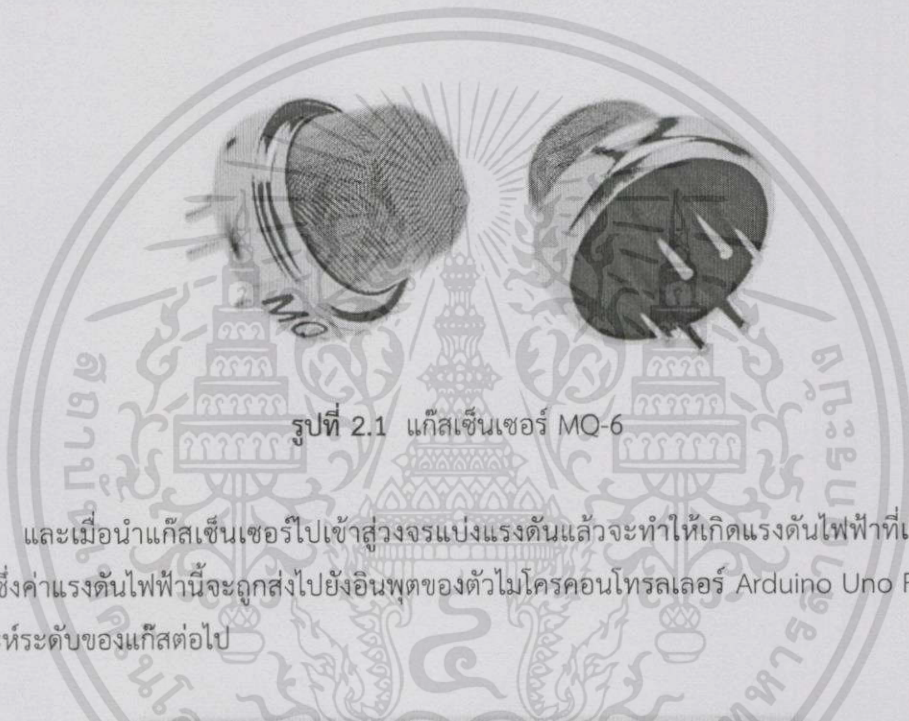 MQ
รูปที่ 2.1 แก๊สเซ็นเซอร์ MQ-6
และเมื่อนำแก๊สเซ็นเซอร์ไปเข้าสู่วงจรแบ่งแรงดันแล้วจะทำให้เกิดแรงดันไฟฟ้าที่เ
ซึ่งค่าแรงดันไฟฟ้านี้จะถูกส่งไปยังอินพุตของตัวไมโครคอนโทรลเลอร์ Arduino Uno
ห์ระดับของแก๊สต่อไป